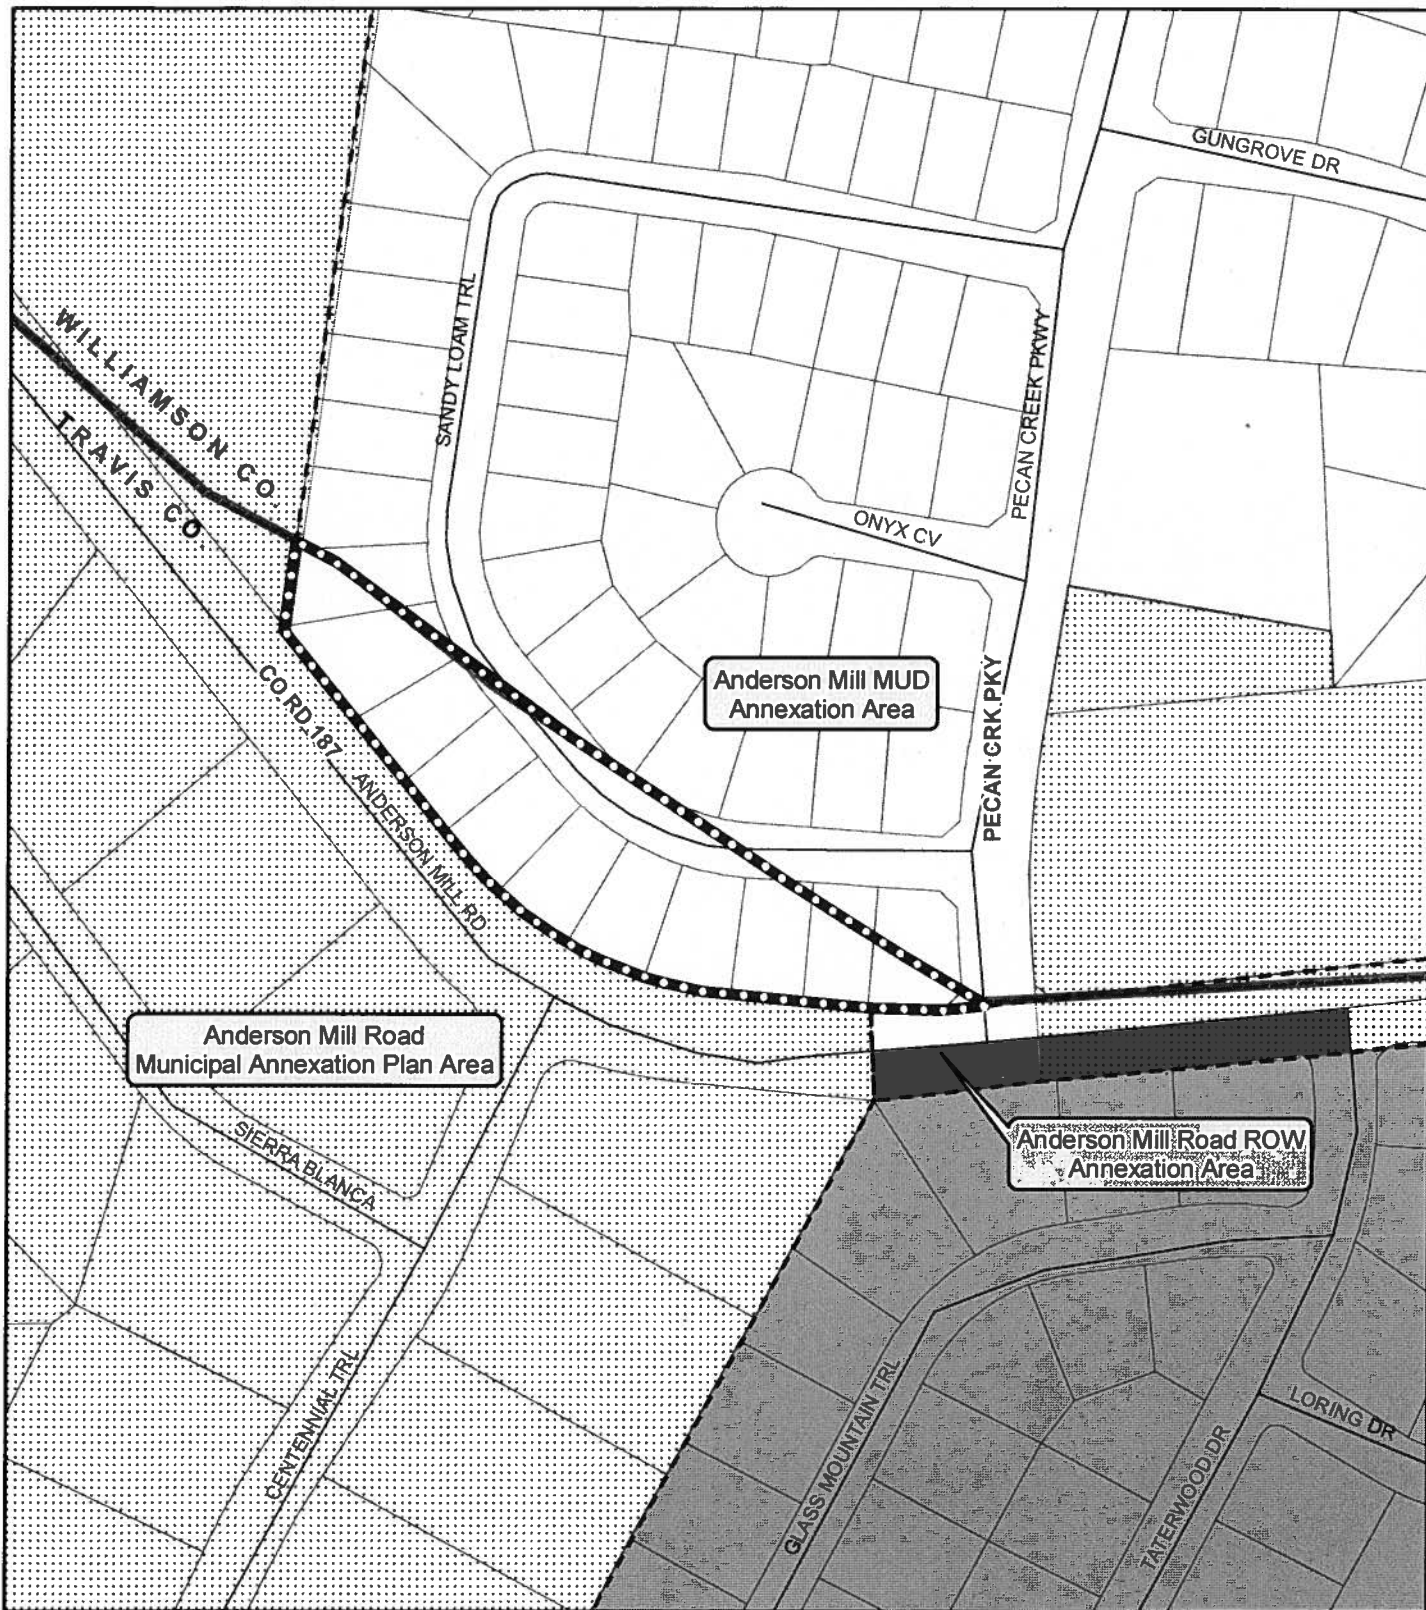 GUNGROVE DR
SANDY LOAM TRL
PECAN CREEK PKWY
WILLIAMSON CO.
TRAVIS CO.
ONYX CV
Anderson Mill MUD
Annexation Area
PECAN CRK PKY
CO RD 187
ANDERSON MILL RD
Anderson Mill Road
Municipal Annexation Plan Area
SIERRA BLANCA
Anderson Mill Road ROW
Annexation Area
CENTENNIAL TRL
GLASS MOUNTAIN TRL
TATERWOOD DR
LORING DR